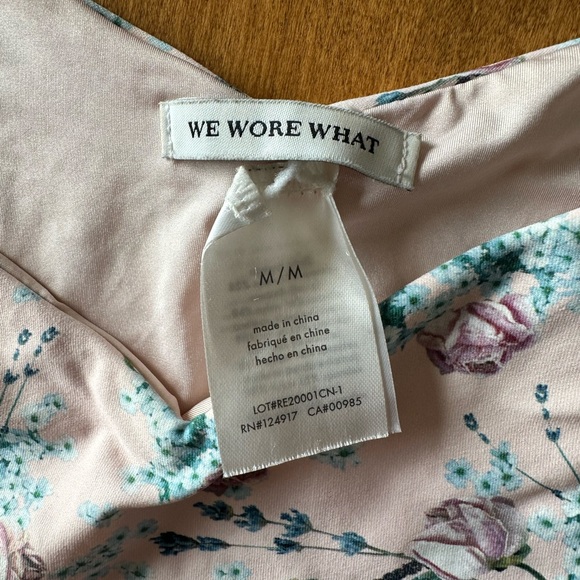 WE WORE WHAT
M/M
made in china
fabriqué en chine
hecho en china
LOT#RE20001CN-1
RN#124917 CA#00985